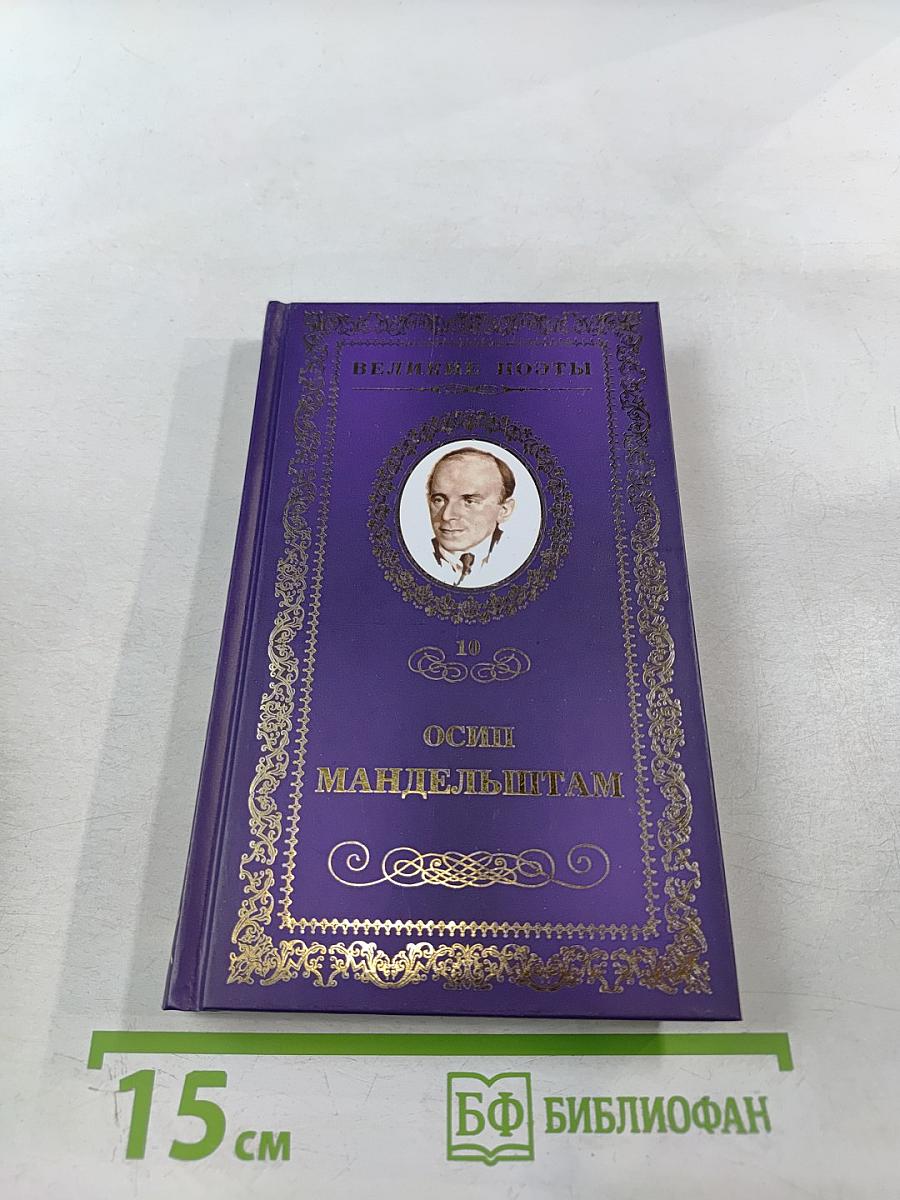 ВЕЛИКИЕ ПОЭТЫ
10
ОСИП
МАНДЕЛЬШТАМ
15 см
БФ БИБЛИОФАН